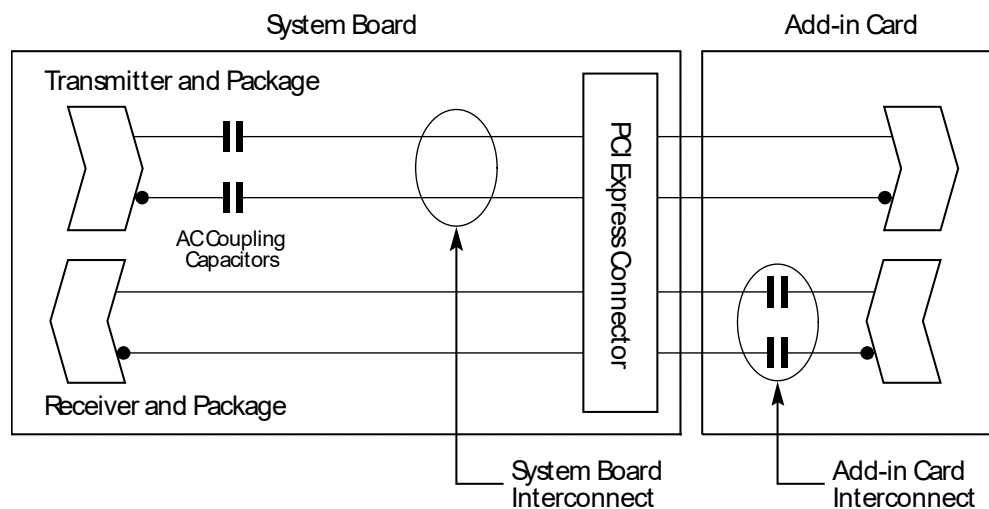 System Board
Add-in Card
Transmitter and Package
PCI Express Connector
AC Coupling
Capacitors
Receiver and Package
System Board
Interconnect
Add-in Card
Interconnect